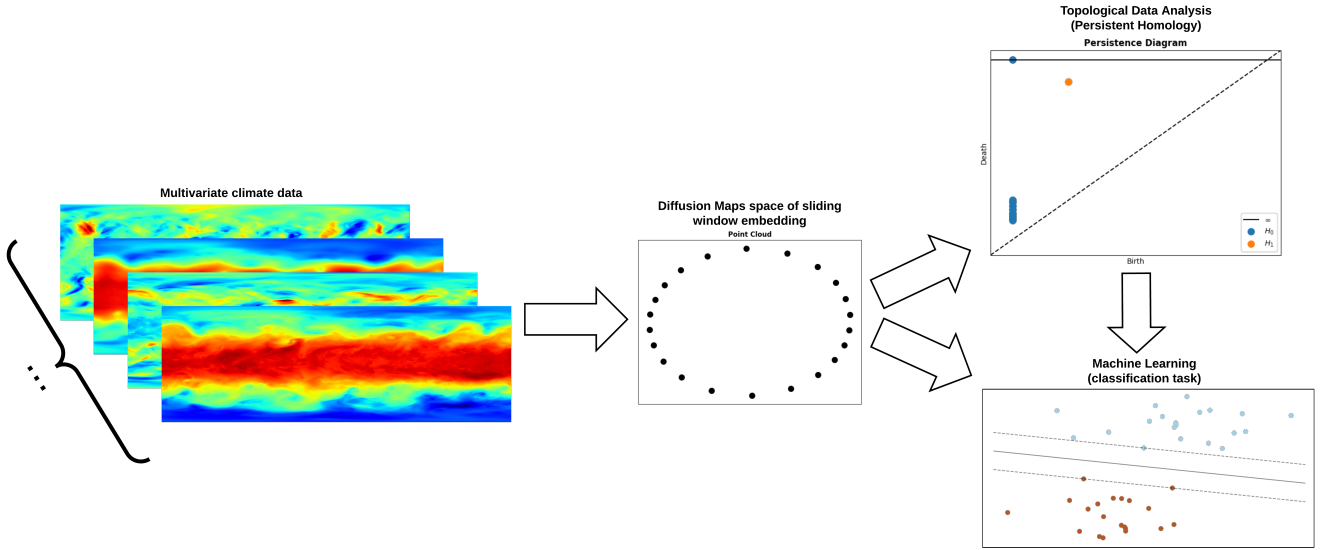 Multivariate climate data
Diffusion Maps space of sliding
window embedding
Point Cloud
Topological Data Analysis
(Persistent Homology)
Persistence Diagram
Death
∞
H₀
H₁
Birth
Machine Learning
(classification task)